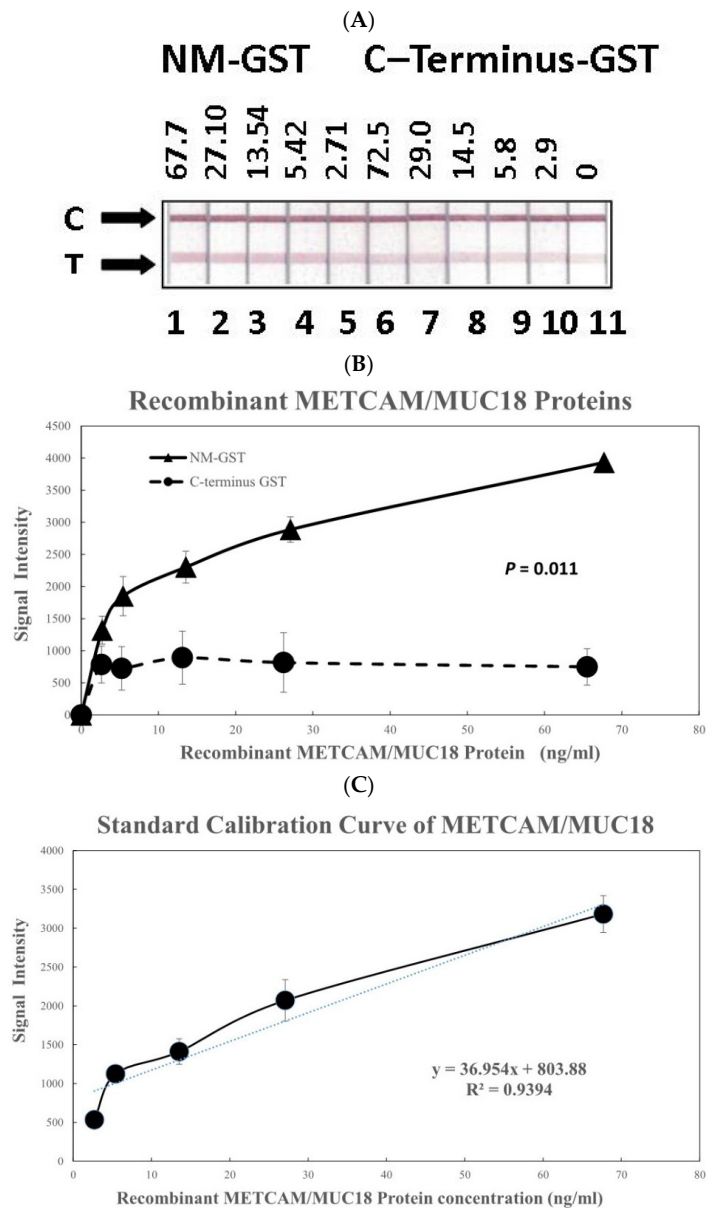 (A)
NM-GST C–Terminus-GST
67.7 27.10 13.54 5.42 2.71 72.5 29.0 14.5 5.8 2.9 0
C
T
1 2 3 4 5 6 7 8 9 10 11
(B)
Recombinant METCAM/MUC18 Proteins
4500
4000
3500
3000
2500
2000
1500
1000
500
0
Signal Intensity
NM-GST
C-terminus GST
P = 0.011
0 10 20 30 40 50 60 70 80
Recombinant METCAM/MUC18 Protein (ng/ml)
(C)
Standard Calibration Curve of METCAM/MUC18
4000
3500
3000
2500
2000
1500
1000
500
0
Signal Intensity
y = 36.954x + 803.88
R² = 0.9394
0 10 20 30 40 50 60 70 80
Recombinant METCAM/MUC18 Protein concentration (ng/ml)